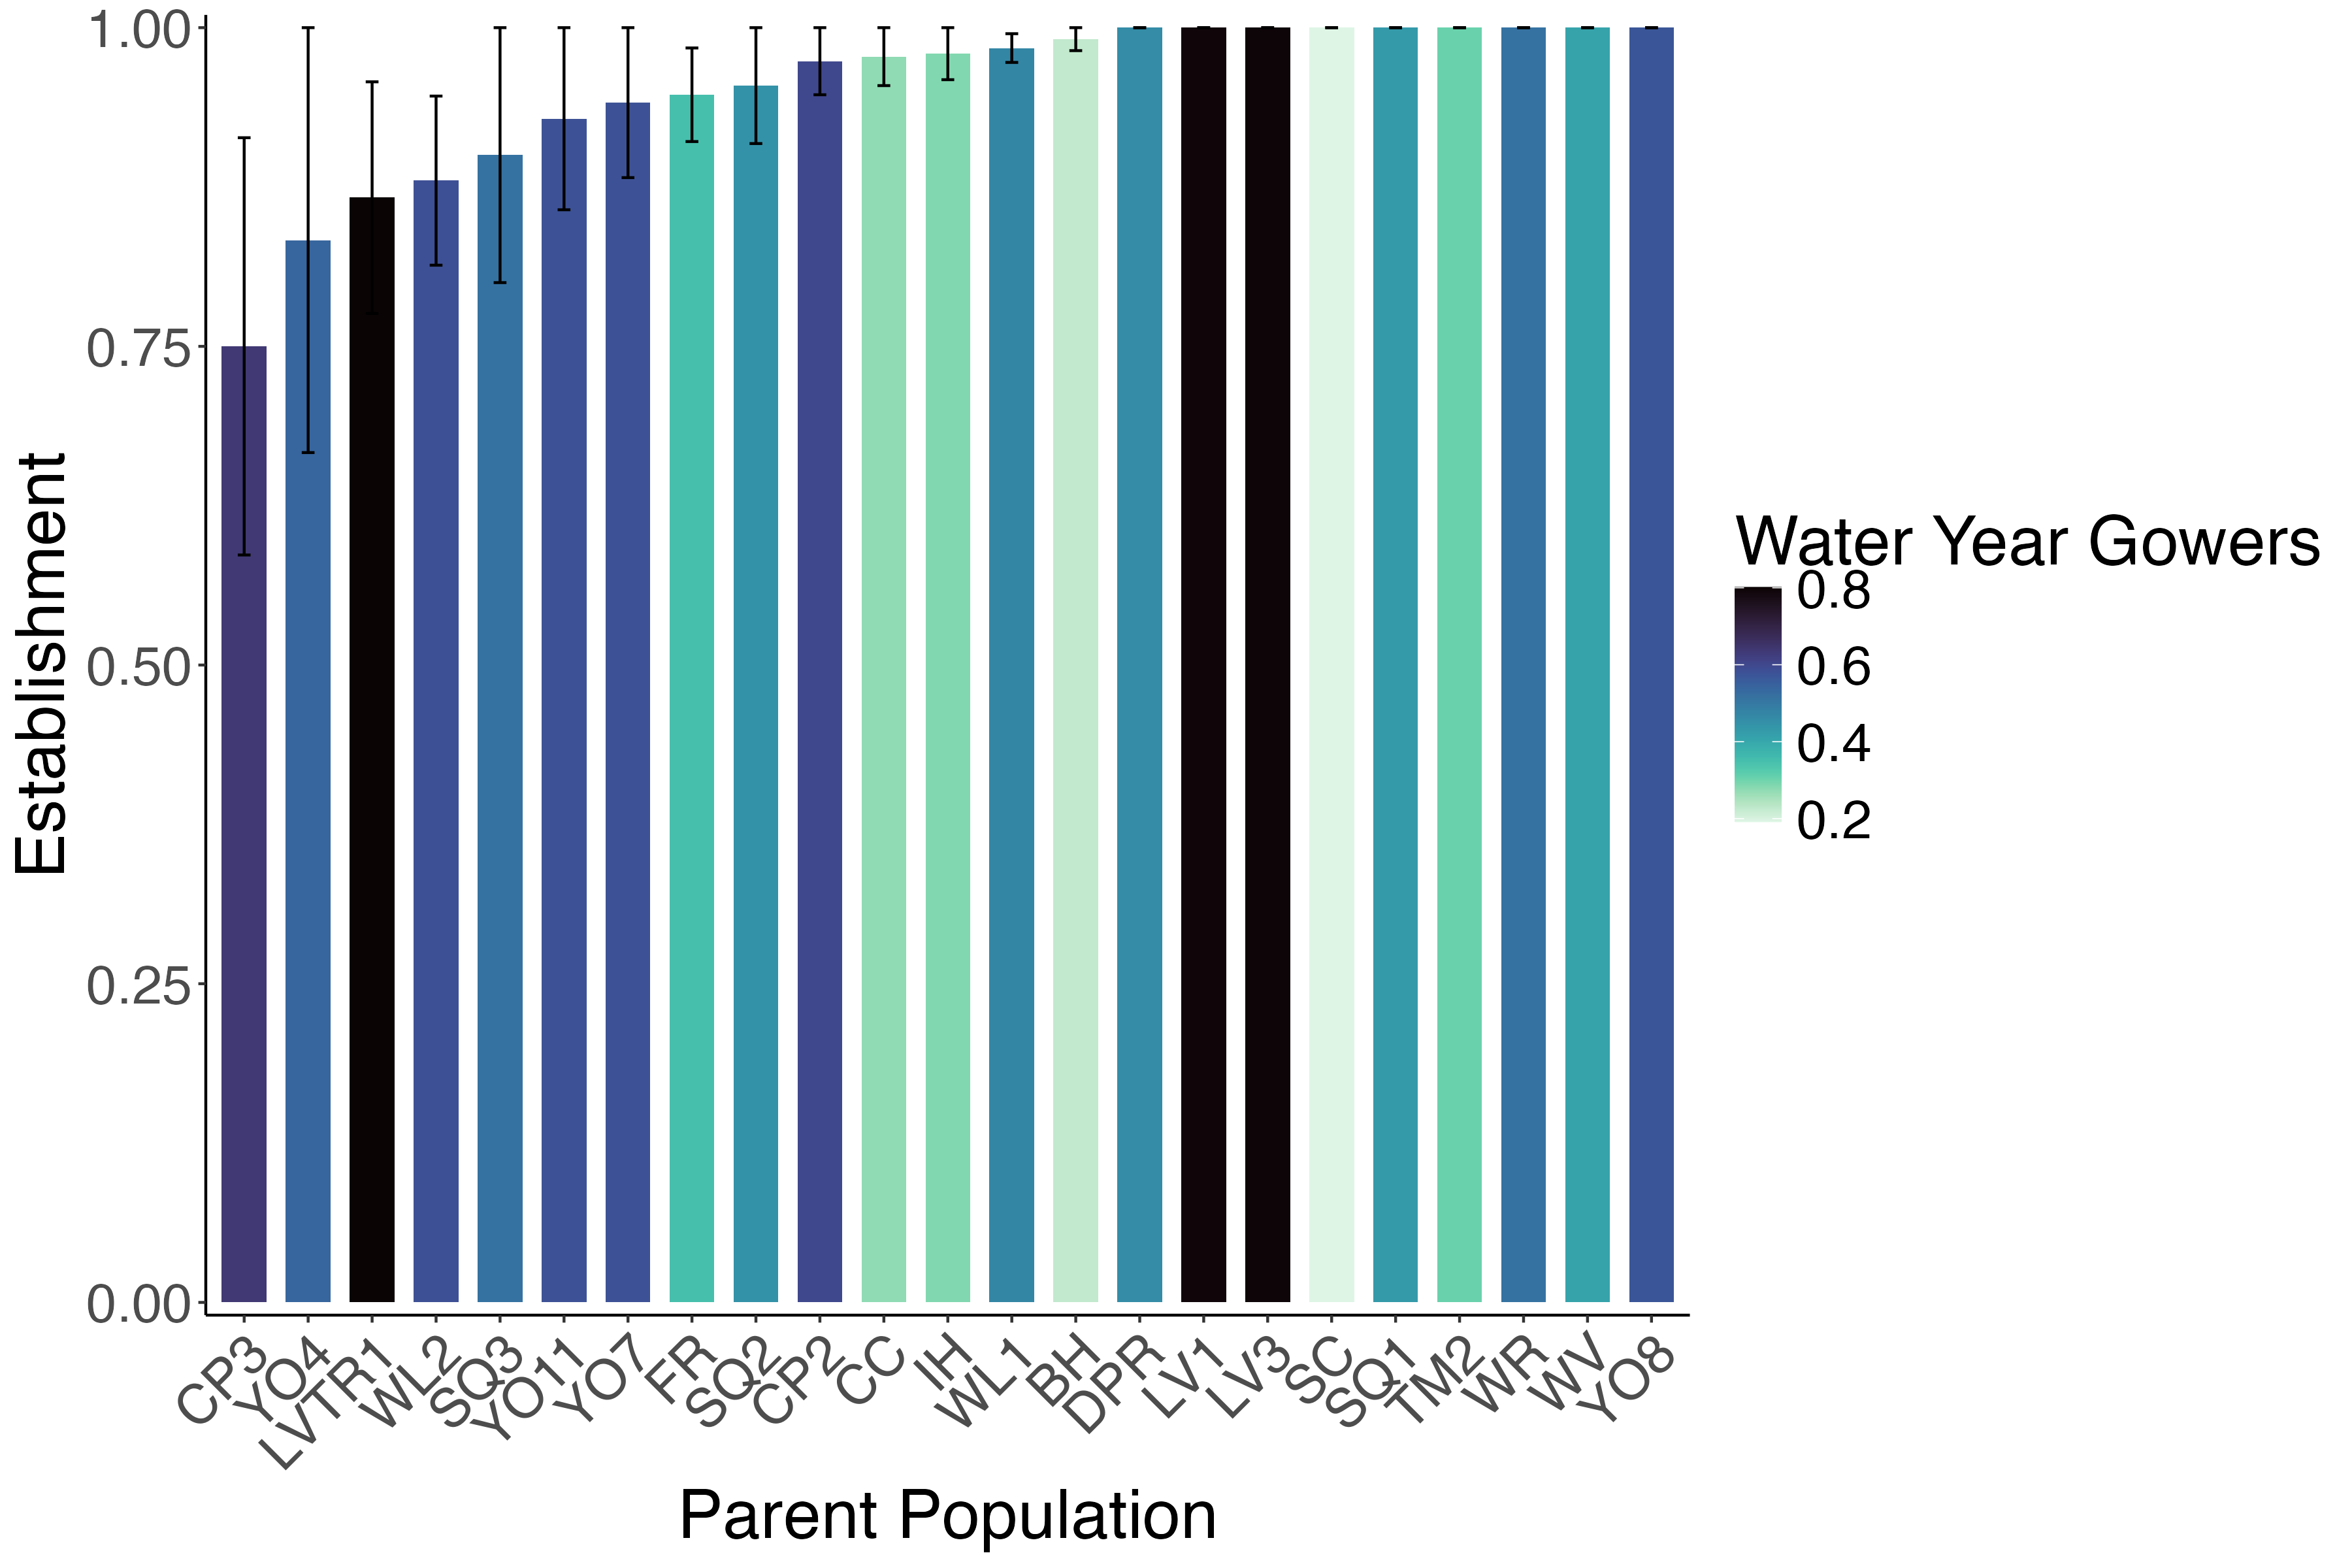 1.00
0.75
0.50
0.25
0.00
Establishment
CP3
YO4
LVTR1
WL2
SQ3
YO11
YO7
FR
SQ2
CP2
CC
IH
WL1
BH
DPR
LV1
LV3
SC
SQ1
TM2
WR
WV
YO8
Parent Population
Water Year Gowers
0.8
0.6
0.4
0.2